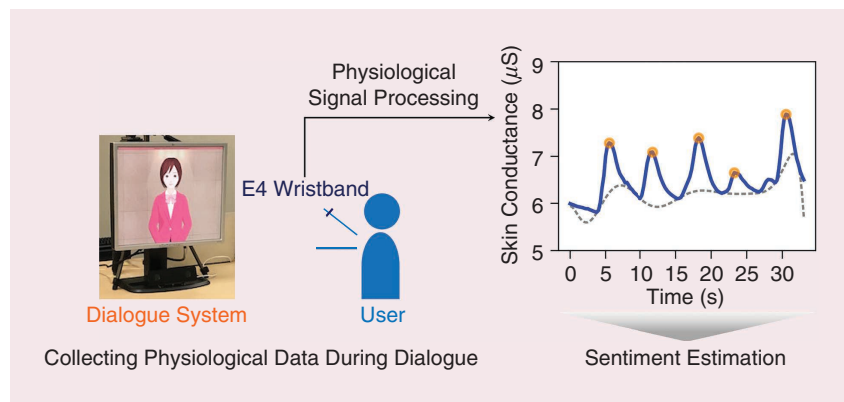 Physiological
Signal Processing
E4 Wristband
Dialogue System
User
Collecting Physiological Data During Dialogue
Skin Conductance (μS)
9
8
7
6
5
0 5 10 15 20 25 30
Time (s)
Sentiment Estimation